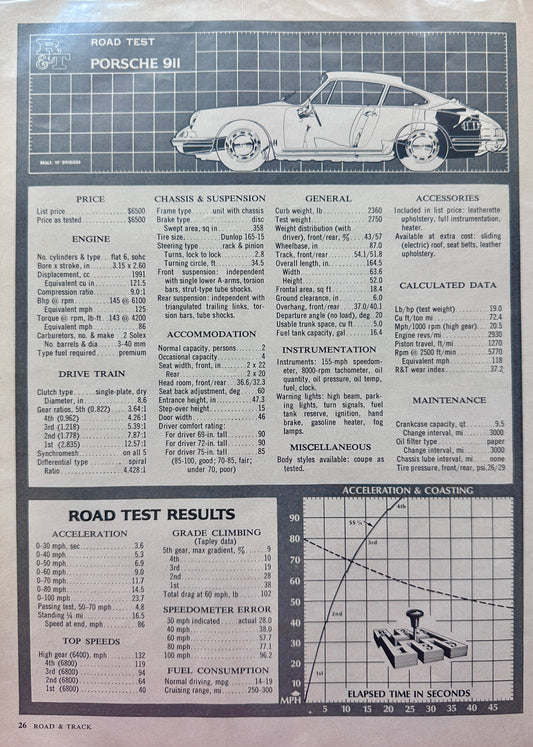 R&T
ROAD TEST
PORSCHE 911
SCALE: 10" DIVISIONS
PRICE
List price ............ $6500
Price as tested ........ $6500
ENGINE
No. cylinders & type...flat 6, sohc
Bore x stroke, in.....3.15 x 2.60
Displacement, cc ......... 1991
Equivalent cu in ........ 121.5
Compression ratio........9.0:1
Bhp @ rpm ....... 145 @ 6100
Equivalent mph ......... 125
Torque @ rpm, lb-ft 143 @ 4200
Equivalent mph ......... 86
Carburetors, no. & make ..2 Solex
No. barrels & dia.....3-40 mm
Type fuel required ..... premium
DRIVE TRAIN
Clutch type.....single-plate, dry
Diameter, in ............ 8.6
Gear ratios, 5th (0.822)....3.64:1
4th (0.962) .......... 4.26:1
3rd (1.218) .......... 5.39:1
2nd (1.778) .......... 7.87:1
1st (2.835) .......... 12.57:1
Synchromesh ......... on all 5
Differential type ........ spiral
Ratio.............. 4.428:1
CHASSIS & SUSPENSION
Frame type ..... unit with chassis
Brake type ............ disc
Swept area, sq in ........ 358
Tire size......... Dunlop 165-15
Steering type ...... rack & pinion
Turns, lock to lock ....... 2.8
Turning circle, ft ........ 34.5
Front suspension: independent
with single lower A-arms, torsion
bars, strut-type tube shocks.
Rear suspension: independent with
triangulated trailing links, tor-
sion bars, tube shocks.
ACCOMMODATION
Normal capacity, persons ..... 2
Occasional capacity ......... 4
Seat width, front, in ..... 2 x 22
Rear .............. 2 x 20
Head room, front/rear ..36.6/32.3
Seat back adjustment, deg .... 60
Entrance height, in ....... 47.3
Step-over height ......... 15
Door width ............. 46
Driver comfort rating:
For driver 69-in. tall ...... 90
For driver 72-in. tall ...... 90
For driver 75-in. tall ...... 85
(85-100, good; 70-85, fair;
under 70, poor)
GENERAL
Curb weight, lb .......... 2360
Test weight ............ 2750
Weight distribution (with
driver), front/rear, % ..43/57
Wheelbase, in........... 87.0
Track, front/rear.....54.1/51.8
Overall length, in........ 164.5
Width ............... 63.6
Height .............. 52.0
Frontal area, sq ft ........ 18.4
Ground clearance, in ....... 6.0
Overhang, front/rear...37.0/40.1
Departure angle (no load), deg. 20
Usable trunk space, cu ft .... 5.0
Fuel tank capacity, gal ..... 16.4
INSTRUMENTATION
Instruments: 155-mph speedom-
eter, 8000-rpm tachometer, oil
quantity, oil pressure, oil temp,
fuel, clock.
Warning lights: high beam, park-
ing lights, turn signals, fuel
tank reserve, ignition, hand
brake, gasoline heater, fog
lamps.
MISCELLANEOUS
Body styles available: coupe as
tested.
ACCESSORIES
Included in list price: leatherette
upholstery, full instrumentation,
heater.
Available at extra cost: sliding
(electric) roof, seat belts, leather
upholstery.
CALCULATED DATA
Lb/hp (test weight) ........ 19.0
Cu ft/ton mi............ 72.4
Mph/1000 rpm (high gear)... 20.5
Engine revs/mi.......... 2930
Piston travel, ft/mi ....... 1270
Rpm @ 2500 ft/min ....... 5770
Equivalent mph ......... 118
R&T wear index.......... 37.2
MAINTENANCE
Crankcase capacity, qt....... 9.5
Change interval, mi...... 3000
Oil filter type .......... paper
Change interval, mi...... 3000
Chassis lube interval, mi.... none
Tire pressure, front/rear, psi.26/29
ROAD TEST RESULTS
ACCELERATION
0-30 mph, sec........... 3.6
0-40 mph.............. 5.3
0-50 mph.............. 6.9
0-60 mph.............. 9.0
0-70 mph.............. 11.7
0-80 mph.............. 14.5
0-100 mph............. 23.7
Passing test, 50-70 mph ..... 4.8
Standing ¼ mi .......... 16.5
Speed at end, mph ....... 86
TOP SPEEDS
High gear (6400), mph ..... 132
4th (6800) ............ 119
3rd (6800) ............ 94
2nd (6800) ............ 64
1st (6800) ............ 40
GRADE CLIMBING
(Tapley data)
5th gear, max gradient, % .... 9
4th ................ 10
3rd ................ 19
2nd ................ 28
1st ................ 38
Total drag at 60 mph, lb .... 102
SPEEDOMETER ERROR
30 mph indicated .... actual 28.0
40 mph.............. 38.0
60 mph.............. 57.7
80 mph.............. 77.1
100 mph............. 96.2
FUEL CONSUMPTION
Normal driving, mpg ..... 14-19
Cruising range, mi .... 250-300
ACCELERATION & COASTING
90
80
70
60
50
40
30
20
10
MPH
SS ¼
4th
3rd
2nd
1st
5 10 15 20 25 30 35 40 45
ELAPSED TIME IN SECONDS
26 ROAD & TRACK